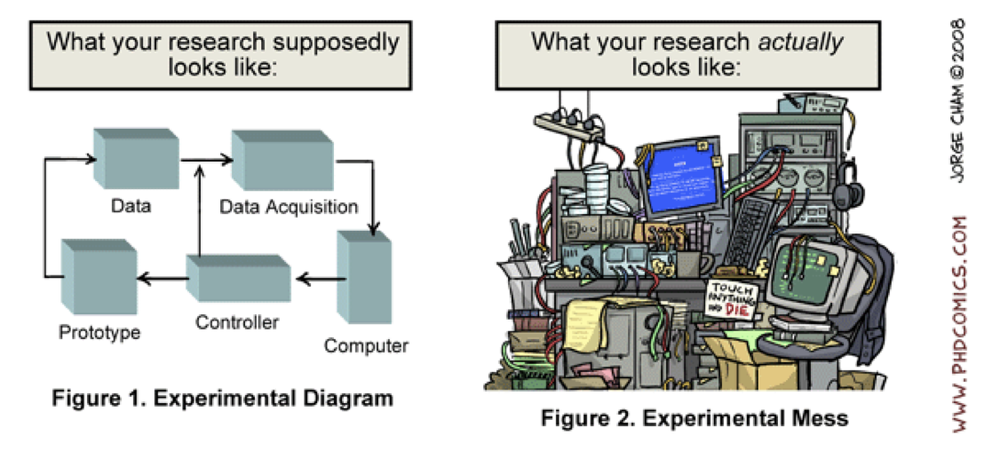 What your research supposedly
looks like:
Data
Data Acquisition
Prototype
Controller
Computer
Figure 1. Experimental Diagram
What your research actually
looks like:
TOUCH
ANYTHING
AND DIE
Figure 2. Experimental Mess
WWW.PHDCOMICS.COM
JORGE CHAM © 2008